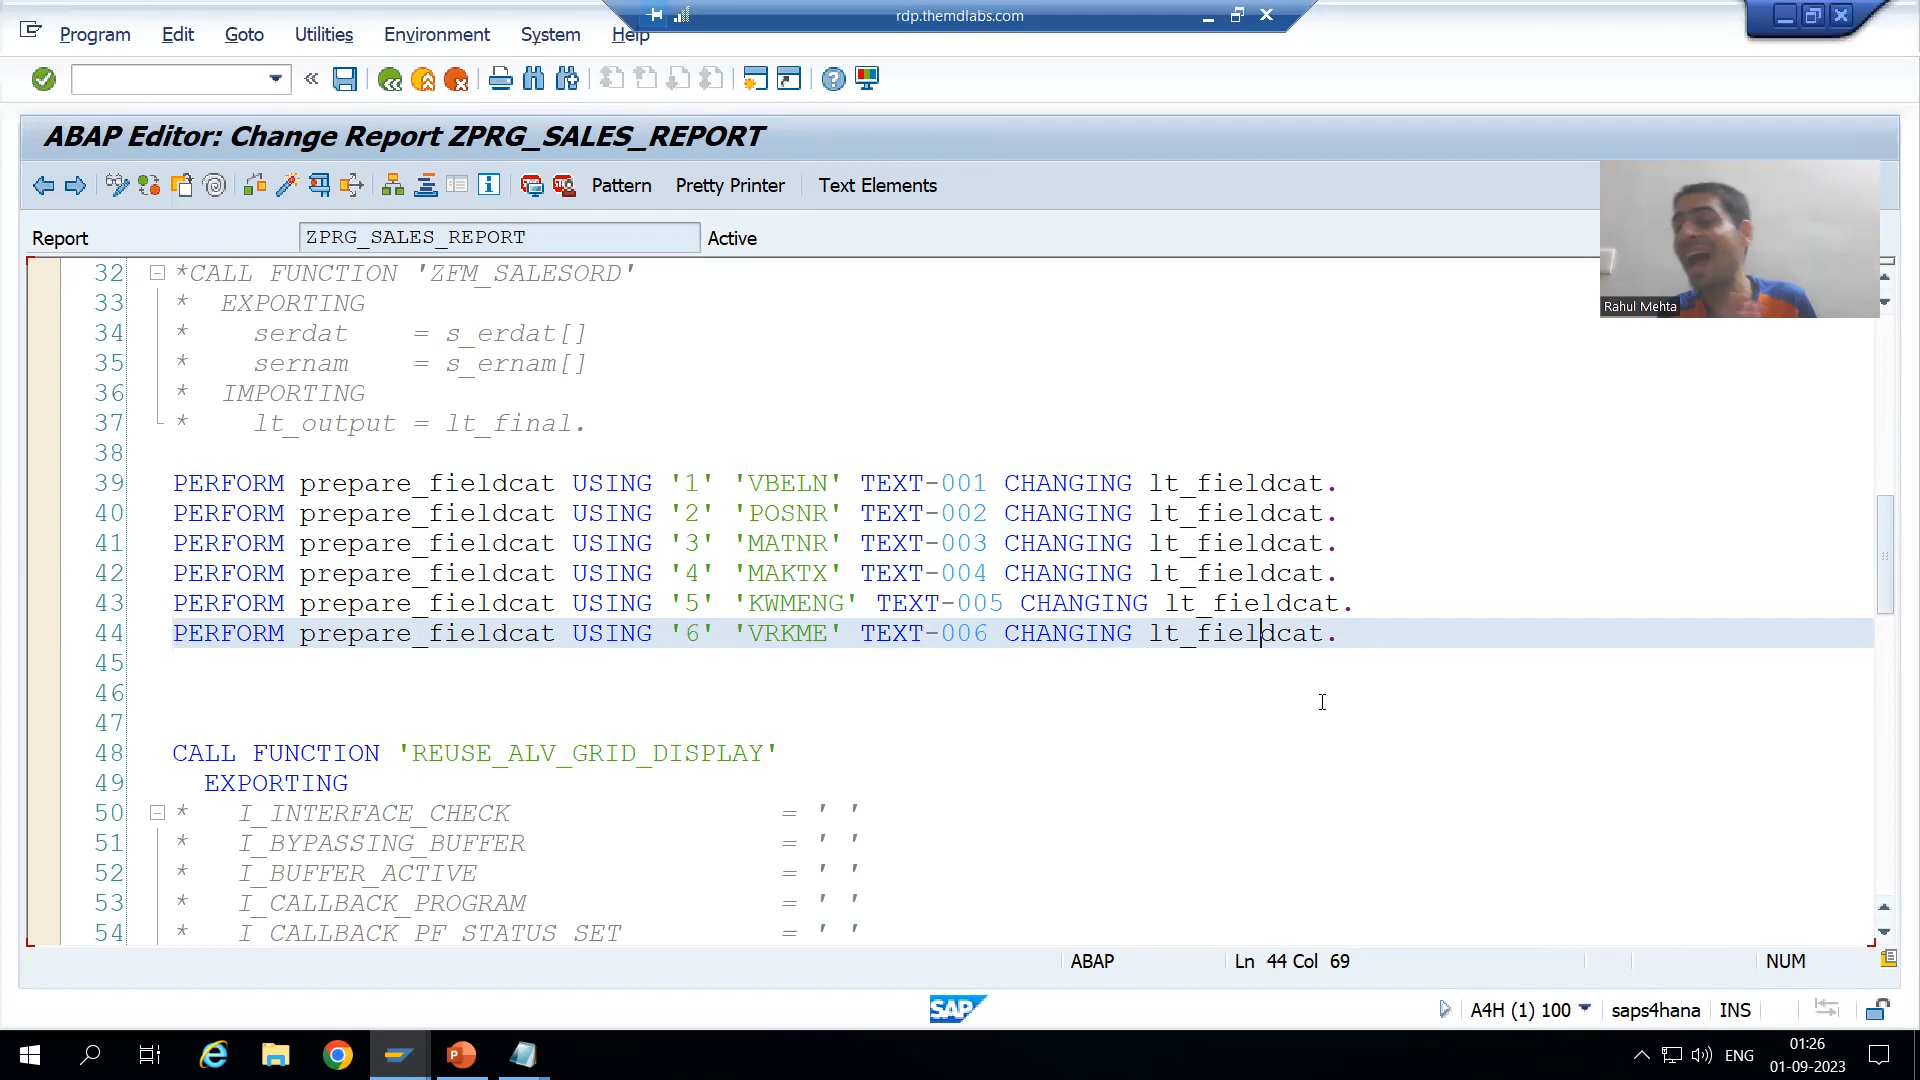 rdp.themdlabs.com
Program Edit Goto Utilities Environment System Help
ABAP Editor: Change Report ZPRG_SALES_REPORT
Pattern Pretty Printer Text Elements
Report ZPRG_SALES_REPORT Active
Rahul Mehta
32 *CALL FUNCTION 'ZFM_SALESORD'
33 * EXPORTING
34 * serdat = s_erdat[]
35 * sernam = s_ernam[]
36 * IMPORTING
37 * lt_output = lt_final.
38
39 PERFORM prepare_fieldcat USING '1' 'VBELN' TEXT-001 CHANGING lt_fieldcat.
40 PERFORM prepare_fieldcat USING '2' 'POSNR' TEXT-002 CHANGING lt_fieldcat.
41 PERFORM prepare_fieldcat USING '3' 'MATNR' TEXT-003 CHANGING lt_fieldcat.
42 PERFORM prepare_fieldcat USING '4' 'MAKTX' TEXT-004 CHANGING lt_fieldcat.
43 PERFORM prepare_fieldcat USING '5' 'KWMENG' TEXT-005 CHANGING lt_fieldcat.
44 PERFORM prepare_fieldcat USING '6' 'VRKME' TEXT-006 CHANGING lt_fieldcat.
45
46
47
48 CALL FUNCTION 'REUSE_ALV_GRID_DISPLAY'
49 EXPORTING
50 * I_INTERFACE_CHECK = ' '
51 * I_BYPASSING_BUFFER = ' '
52 * I_BUFFER_ACTIVE = ' '
53 * I_CALLBACK_PROGRAM = ' '
54 * I_CALLBACK_PF_STATUS_SET = ' '
ABAP Ln 44 Col 69 NUM
SAP A4H (1) 100 saps4hana INS
ENG 01:26
01-09-2023